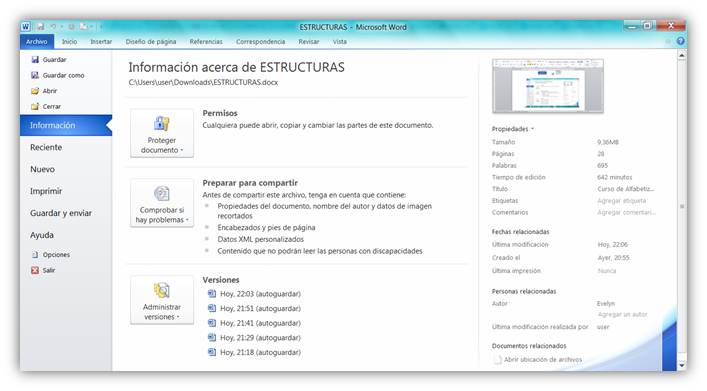 ESTRUCTURAS - Microsoft Word
Archivo Inicio Insertar Diseño de página Referencias Correspondencia Revisar Vista
Guardar
Guardar como
Abrir
Cerrar
Información
Reciente
Nuevo
Imprimir
Guardar y enviar
Ayuda
Opciones
Salir
Información acerca de ESTRUCTURAS
C:\Users\user\Downloads\ESTRUCTURAS.docx
Proteger
documento
Permisos
Cualquiera puede abrir, copiar y cambiar las partes de este documento.
Comprobar si
hay problemas
Preparar para compartir
Antes de compartir este archivo, tenga en cuenta que contiene:
Propiedades del documento, nombre del autor y datos de imagen
recortados
Encabezados y pies de página
Datos XML personalizados
Contenido que no podrán leer las personas con discapacidades
Administrar
versiones
Versiones
Hoy, 22:03 (autoguardar)
Hoy, 21:51 (autoguardar)
Hoy, 21:41 (autoguardar)
Hoy, 21:29 (autoguardar)
Hoy, 21:18 (autoguardar)
Propiedades
Tamaño 9,36MB
Páginas 28
Palabras 695
Tiempo de edición 642 minutos
Título Curso de Alfabetiz...
Etiquetas Agregar etiqueta
Comentarios Agregar comentari...
Fechas relacionadas
Última modificación Hoy, 22:06
Creado el Ayer, 20:55
Última impresión Nunca
Personas relacionadas
Autor Evelyn
Agregar un autor
Última modificación realizada por user
Documentos relacionados
Abrir ubicación de archivos